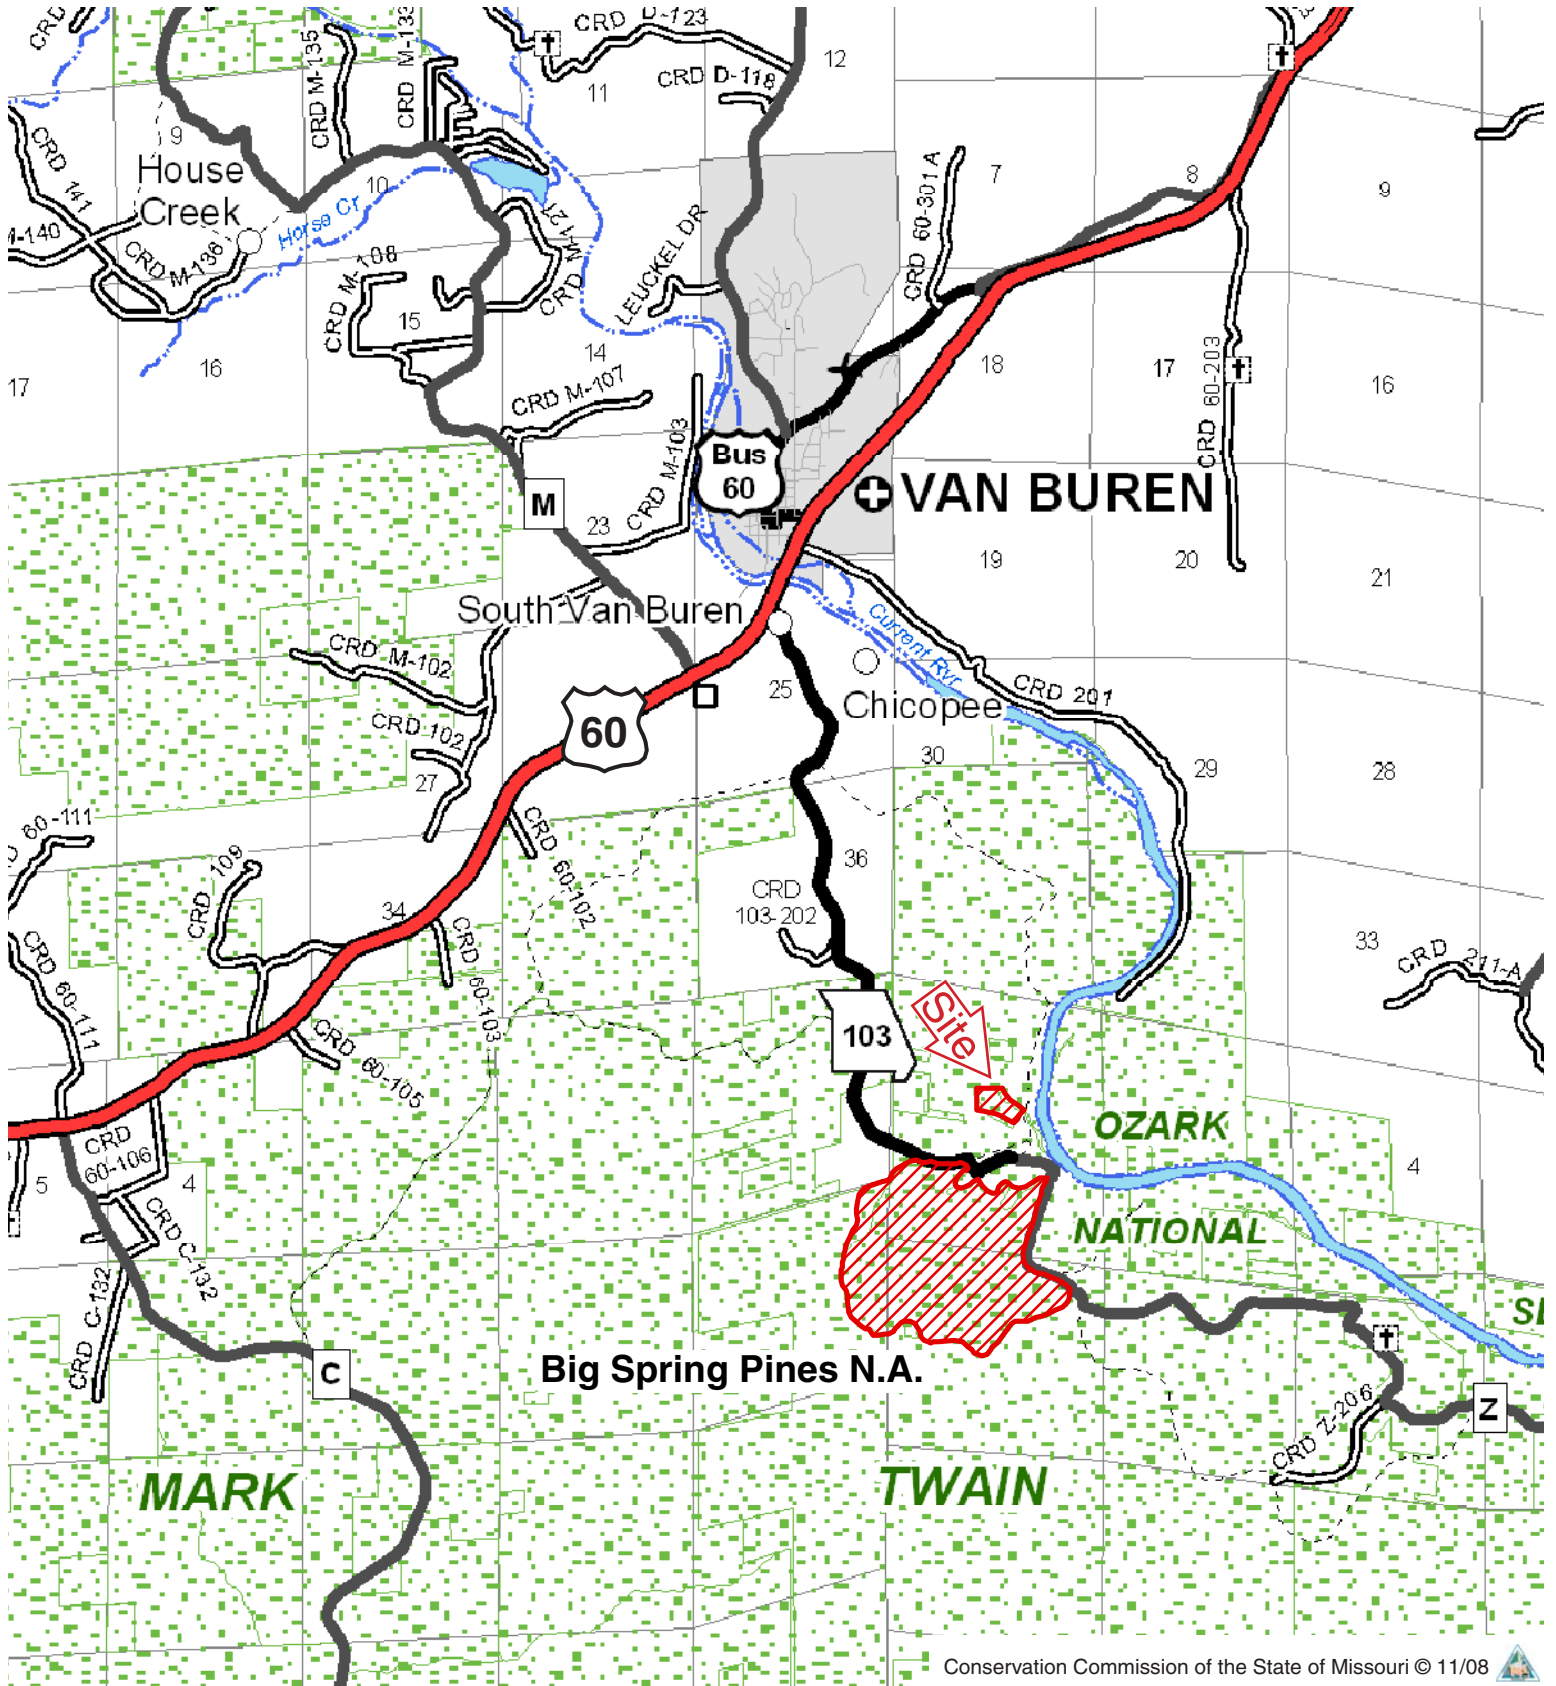 CRD
CRD M-135
CRD M-133
CRD D-123
12
CRD D-118
11
9
House
Creek
CRD 141
M-140
CRD M-136
10
Horse Cr
CRD M-108
CRD M-121
15
16
17
14
LEUCKEL DR
CRD 60-301A
7
8
9
18
17
16
CRD 60-203
CRD M-107
CRD M-103
Bus
60
VAN BUREN
M
23
19
20
21
South Van Buren
Current Rvr
CRD M-102
CRD 102
25
Chicopee
CRD 201
60
27
30
29
28
60-111
CRD 109
CRD 60-102
34
36
CRD
103-202
CRD 60-103
33
CRD 211-A
CRD 60-111
CRD 60-105
103
Site
OZARK
CRD
60-106
5
4
4
NATIONAL
CRD C-132
CRD C-132
C
Big Spring Pines N.A.
CRD Z-206
Z
MARK
TWAIN
Conservation Commission of the State of Missouri © 11/08